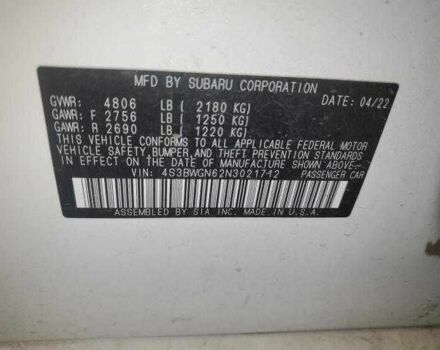 MFD BY SUBARU CORPORATION
DATE: 04/22
GVWR: 4806 LB ( 2180 KG)
GAWR: F 2756 LB ( 1250 KG)
GAWR: R 2690 LB ( 1220 KG)
THIS VEHICLE CONFORMS TO ALL APPLICABLE FEDERAL MOTOR
VEHICLE SAFETY,BUMPER,AND THEFT PREVENTION STANDARDS
IN EFFECT ON THE DATE OF MANUFACTURE SHOWN ABOVE.
VIN: 4S3BWGN62N3021712 PASSENGER CAR
ASSEMBLED BY SIA INC. MADE IN U.S.A.